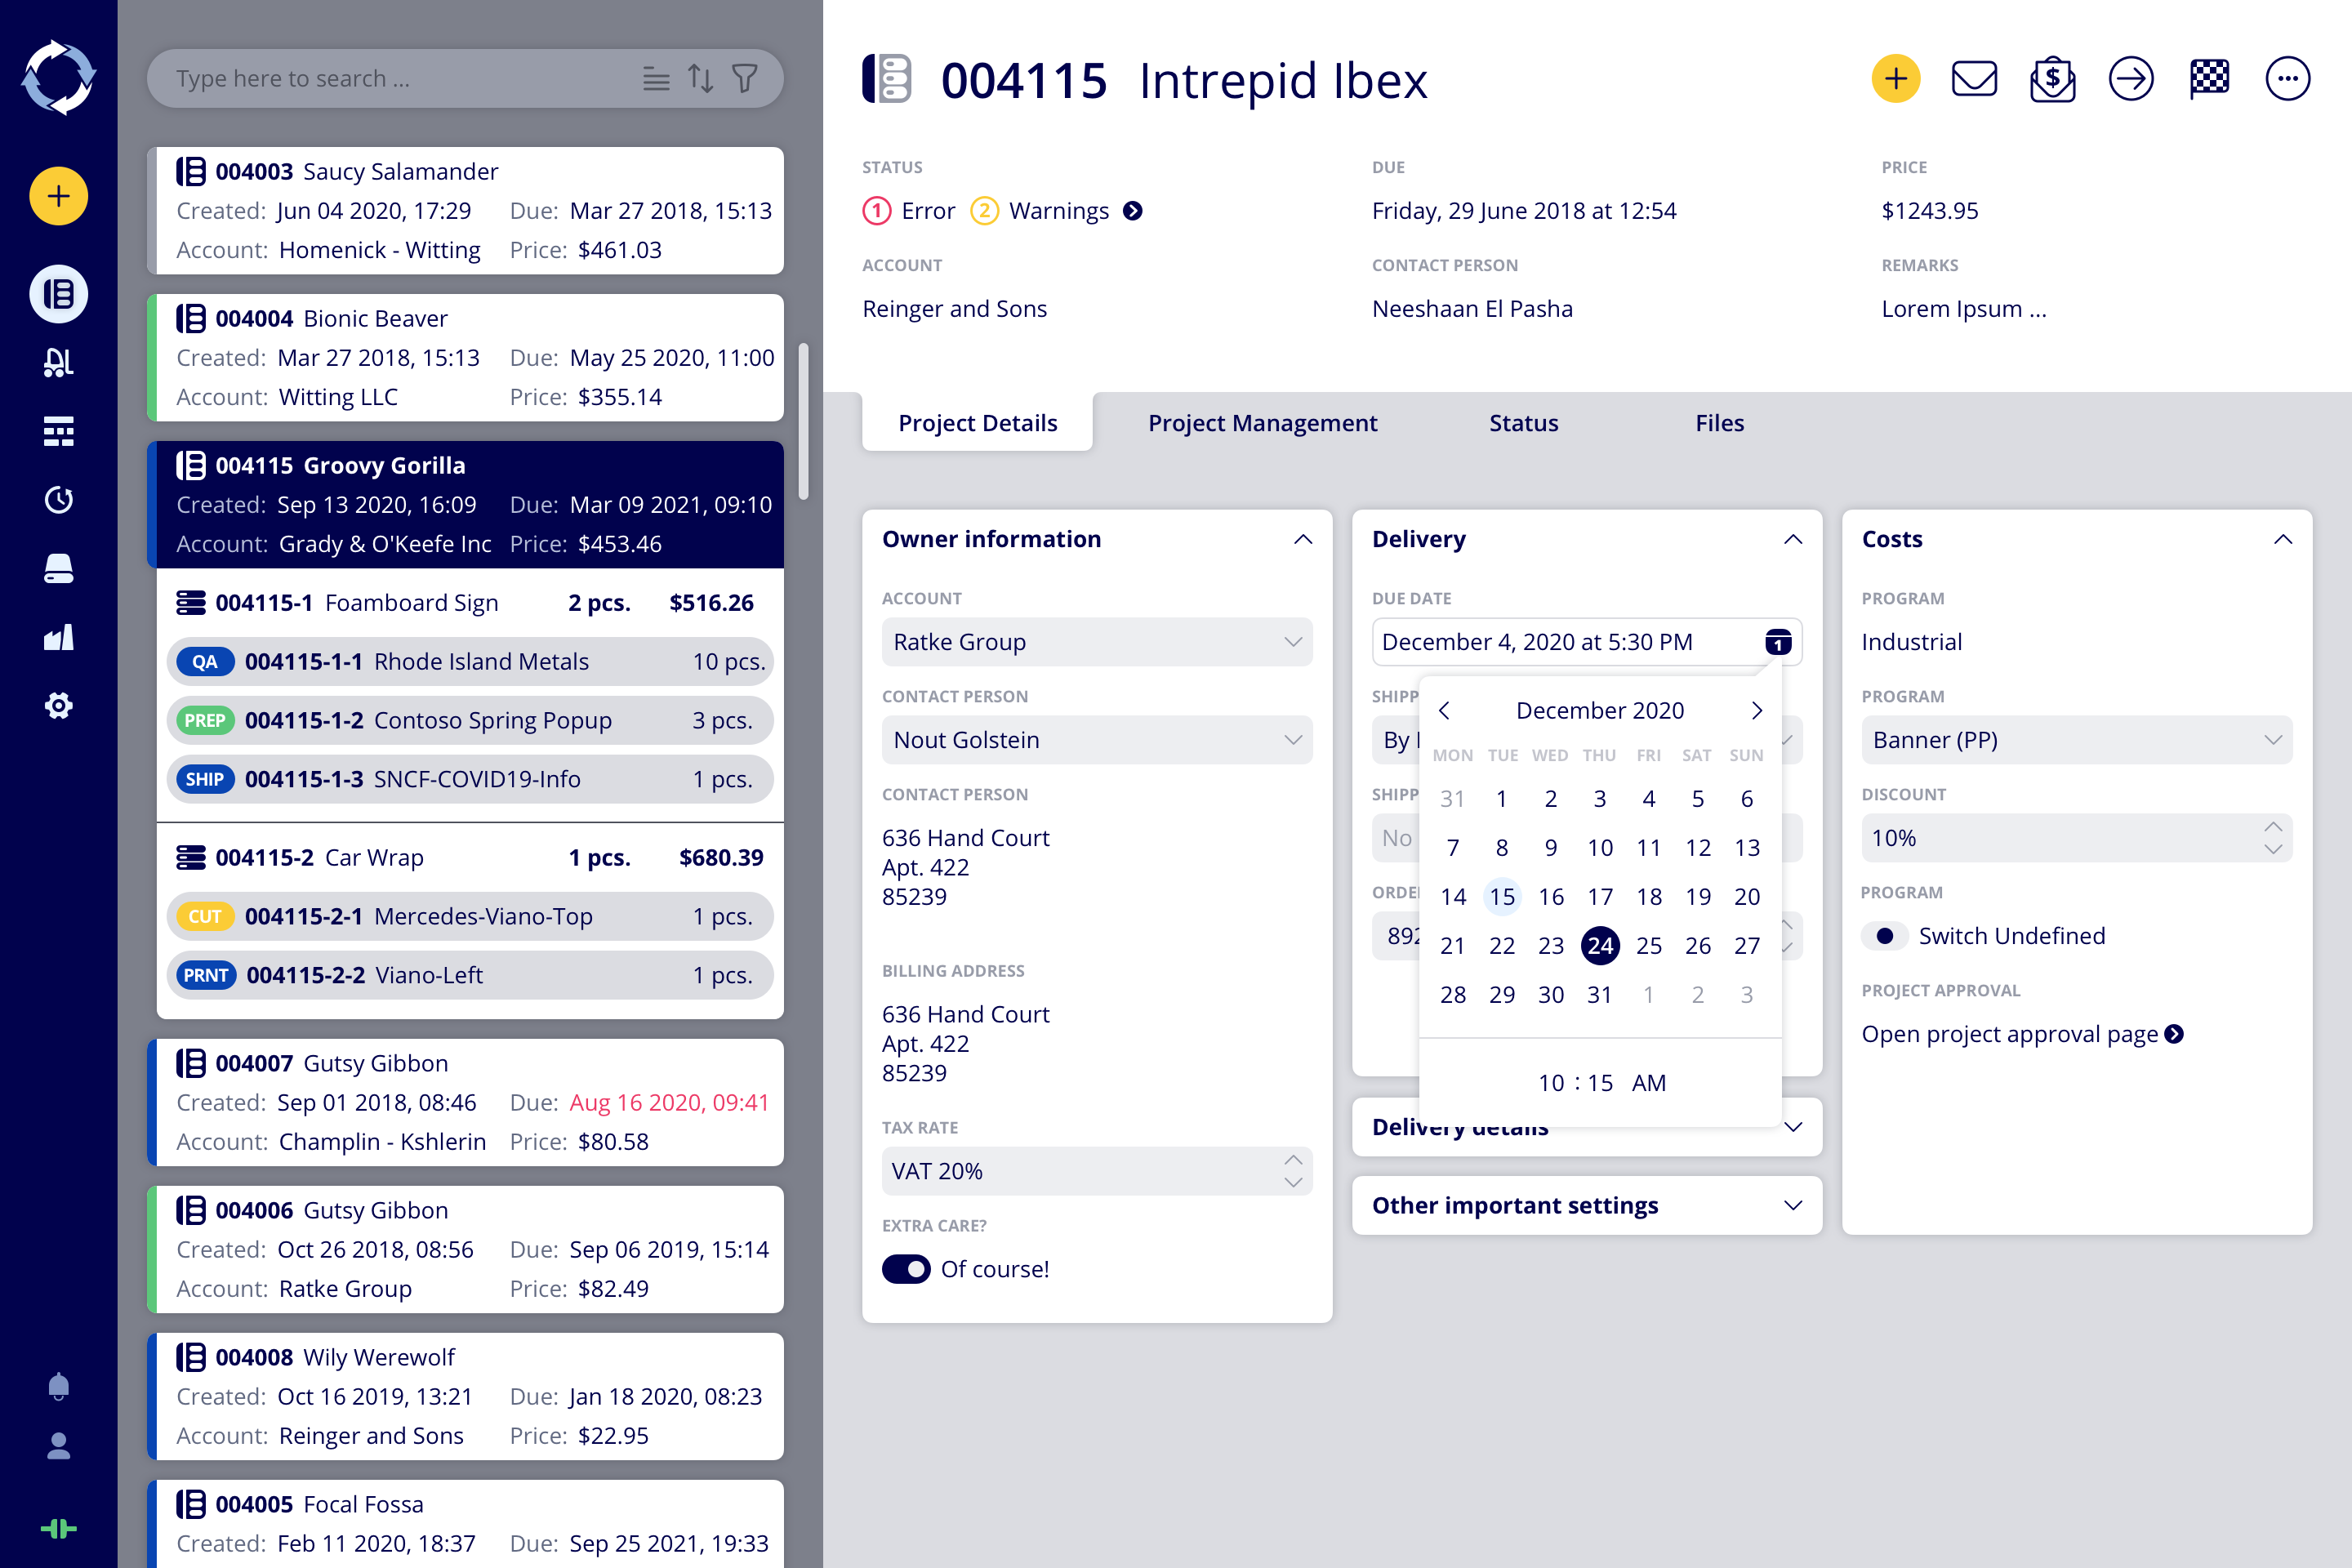 Type here to search ...
004003 Saucy Salamander
Created: Jun 04 2020, 17:29 Due: Mar 27 2018, 15:13
Account: Homenick - Witting Price: $461.03
004004 Bionic Beaver
Created: Mar 27 2018, 15:13 Due: May 25 2020, 11:00
Account: Witting LLC Price: $355.14
004115 Groovy Gorilla
Created: Sep 13 2020, 16:09 Due: Mar 09 2021, 09:10
Account: Grady & O'Keefe Inc Price: $453.46
004115-1 Foamboard Sign 2 pcs. $516.26
QA 004115-1-1 Rhode Island Metals 10 pcs.
PREP 004115-1-2 Contoso Spring Popup 3 pcs.
SHIP 004115-1-3 SNCF-COVID19-Info 1 pcs.
004115-2 Car Wrap 1 pcs. $680.39
CUT 004115-2-1 Mercedes-Viano-Top 1 pcs.
PRNT 004115-2-2 Viano-Left 1 pcs.
004007 Gutsy Gibbon
Created: Sep 01 2018, 08:46 Due: Aug 16 2020, 09:41
Account: Champlin - Kshlerin Price: $80.58
004006 Gutsy Gibbon
Created: Oct 26 2018, 08:56 Due: Sep 06 2019, 15:14
Account: Ratke Group Price: $82.49
004008 Wily Werewolf
Created: Oct 16 2019, 13:21 Due: Jan 18 2020, 08:23
Account: Reinger and Sons Price: $22.95
004005 Focal Fossa
Created: Feb 11 2020, 18:37 Due: Sep 25 2021, 19:33
004115 Intrepid Ibex
$
STATUS
1 Error 2 Warnings
DUE
Friday, 29 June 2018 at 12:54
PRICE
$1243.95
ACCOUNT
Reinger and Sons
CONTACT PERSON
Neeshaan El Pasha
REMARKS
Lorem Ipsum ...
Project Details Project Management Status Files
Owner information
ACCOUNT
Ratke Group
CONTACT PERSON
Nout Golstein
CONTACT PERSON
636 Hand Court
Apt. 422
85239
BILLING ADDRESS
636 Hand Court
Apt. 422
85239
TAX RATE
VAT 20%
EXTRA CARE?
Of course!
Delivery
DUE DATE
December 4, 2020 at 5:30 PM
1
SHIPP
By
SHIPP
No
ORDE
892
December 2020
MON TUE WED THU FRI SAT SUN
31 1 2 3 4 5 6
7 8 9 10 11 12 13
14 15 16 17 18 19 20
21 22 23 24 25 26 27
28 29 30 31 1 2 3
10 : 15 AM
Delivery details
Other important settings
Costs
PROGRAM
Industrial
PROGRAM
Banner (PP)
DISCOUNT
10%
PROGRAM
Switch Undefined
PROJECT APPROVAL
Open project approval page